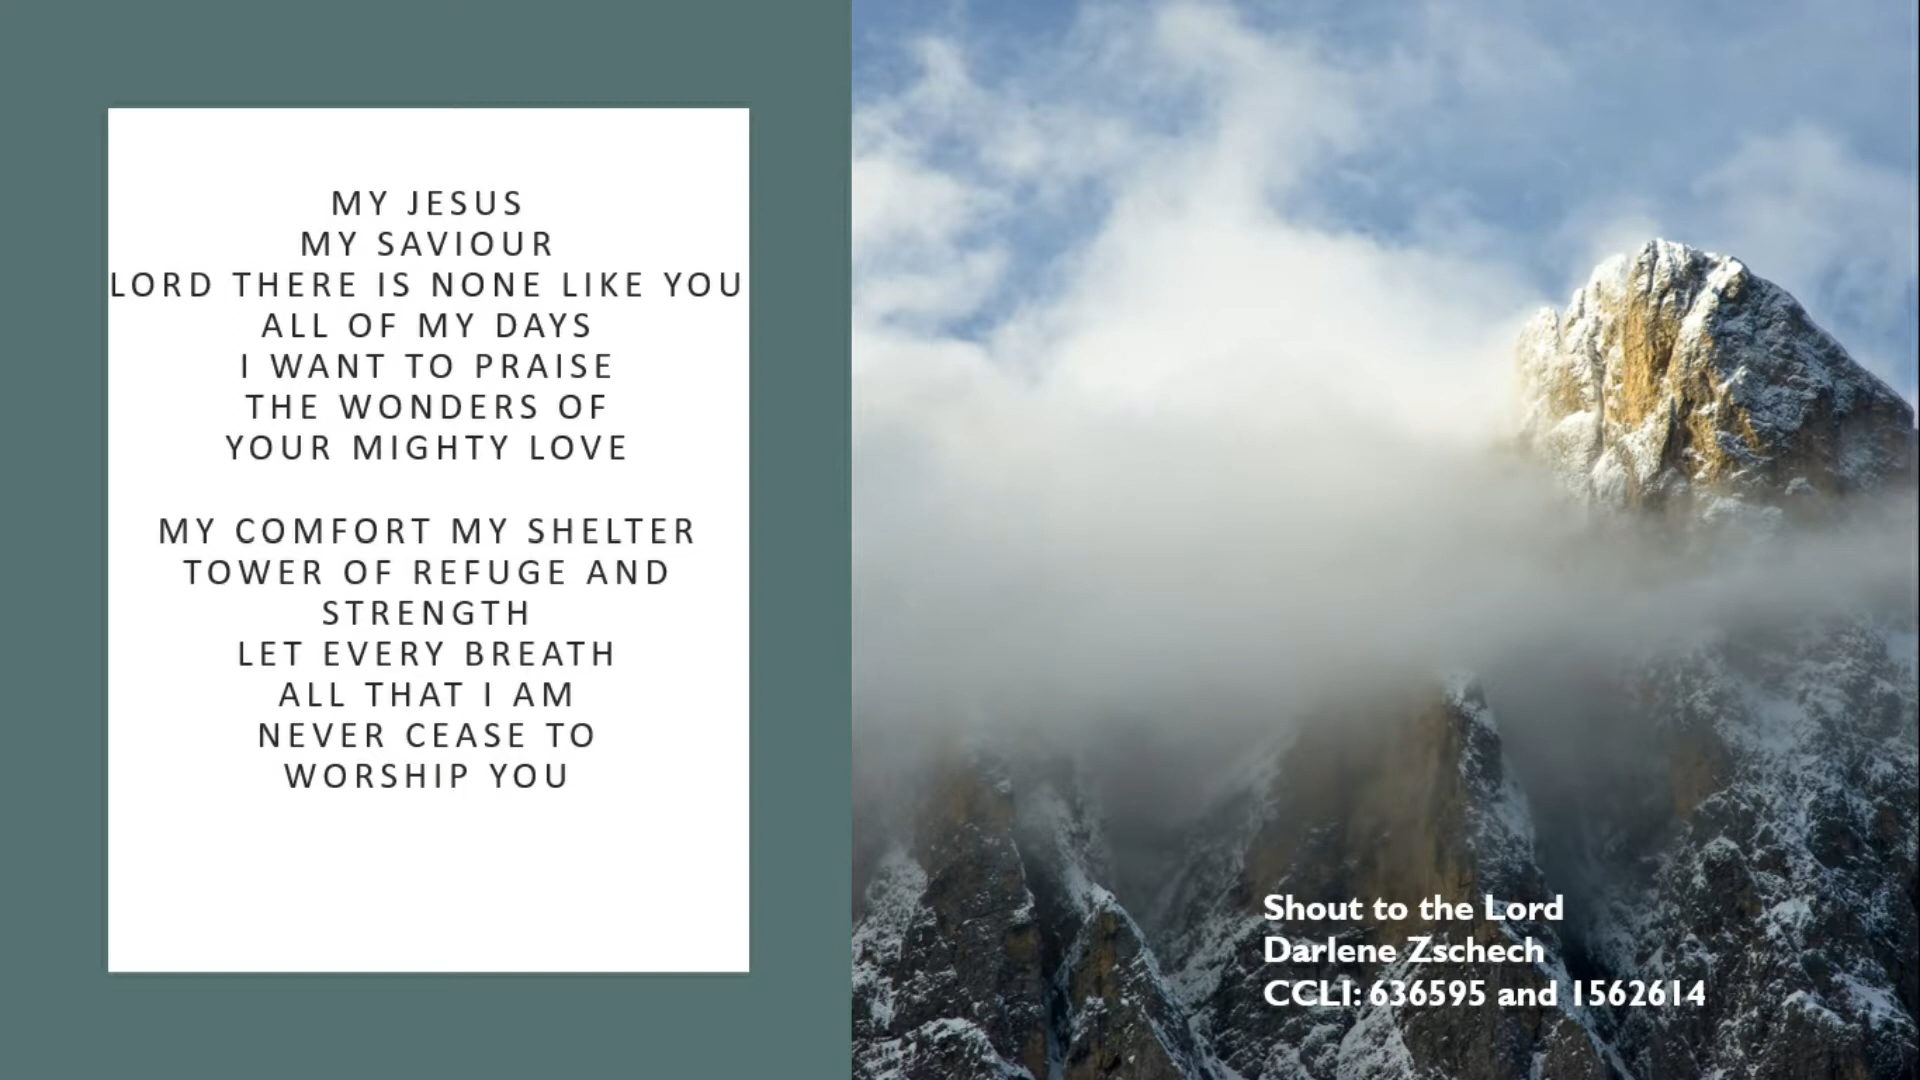 MY JESUS
MY SAVIOUR
LORD THERE IS NONE LIKE YOU
ALL OF MY DAYS
I WANT TO PRAISE
THE WONDERS OF
YOUR MIGHTY LOVE
MY COMFORT MY SHELTER
TOWER OF REFUGE AND
STRENGTH
LET EVERY BREATH
ALL THAT I AM
NEVER CEASE TO
WORSHIP YOU
Shout to the Lord
Darlene Zschech
CCLI: 636595 and 1562614